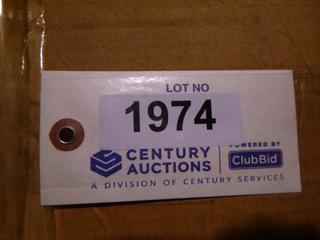 LOT NO
1974
CENTURY AUCTIONS
POWERED BY
ClubBid
A DIVISION OF CENTURY SERVICES